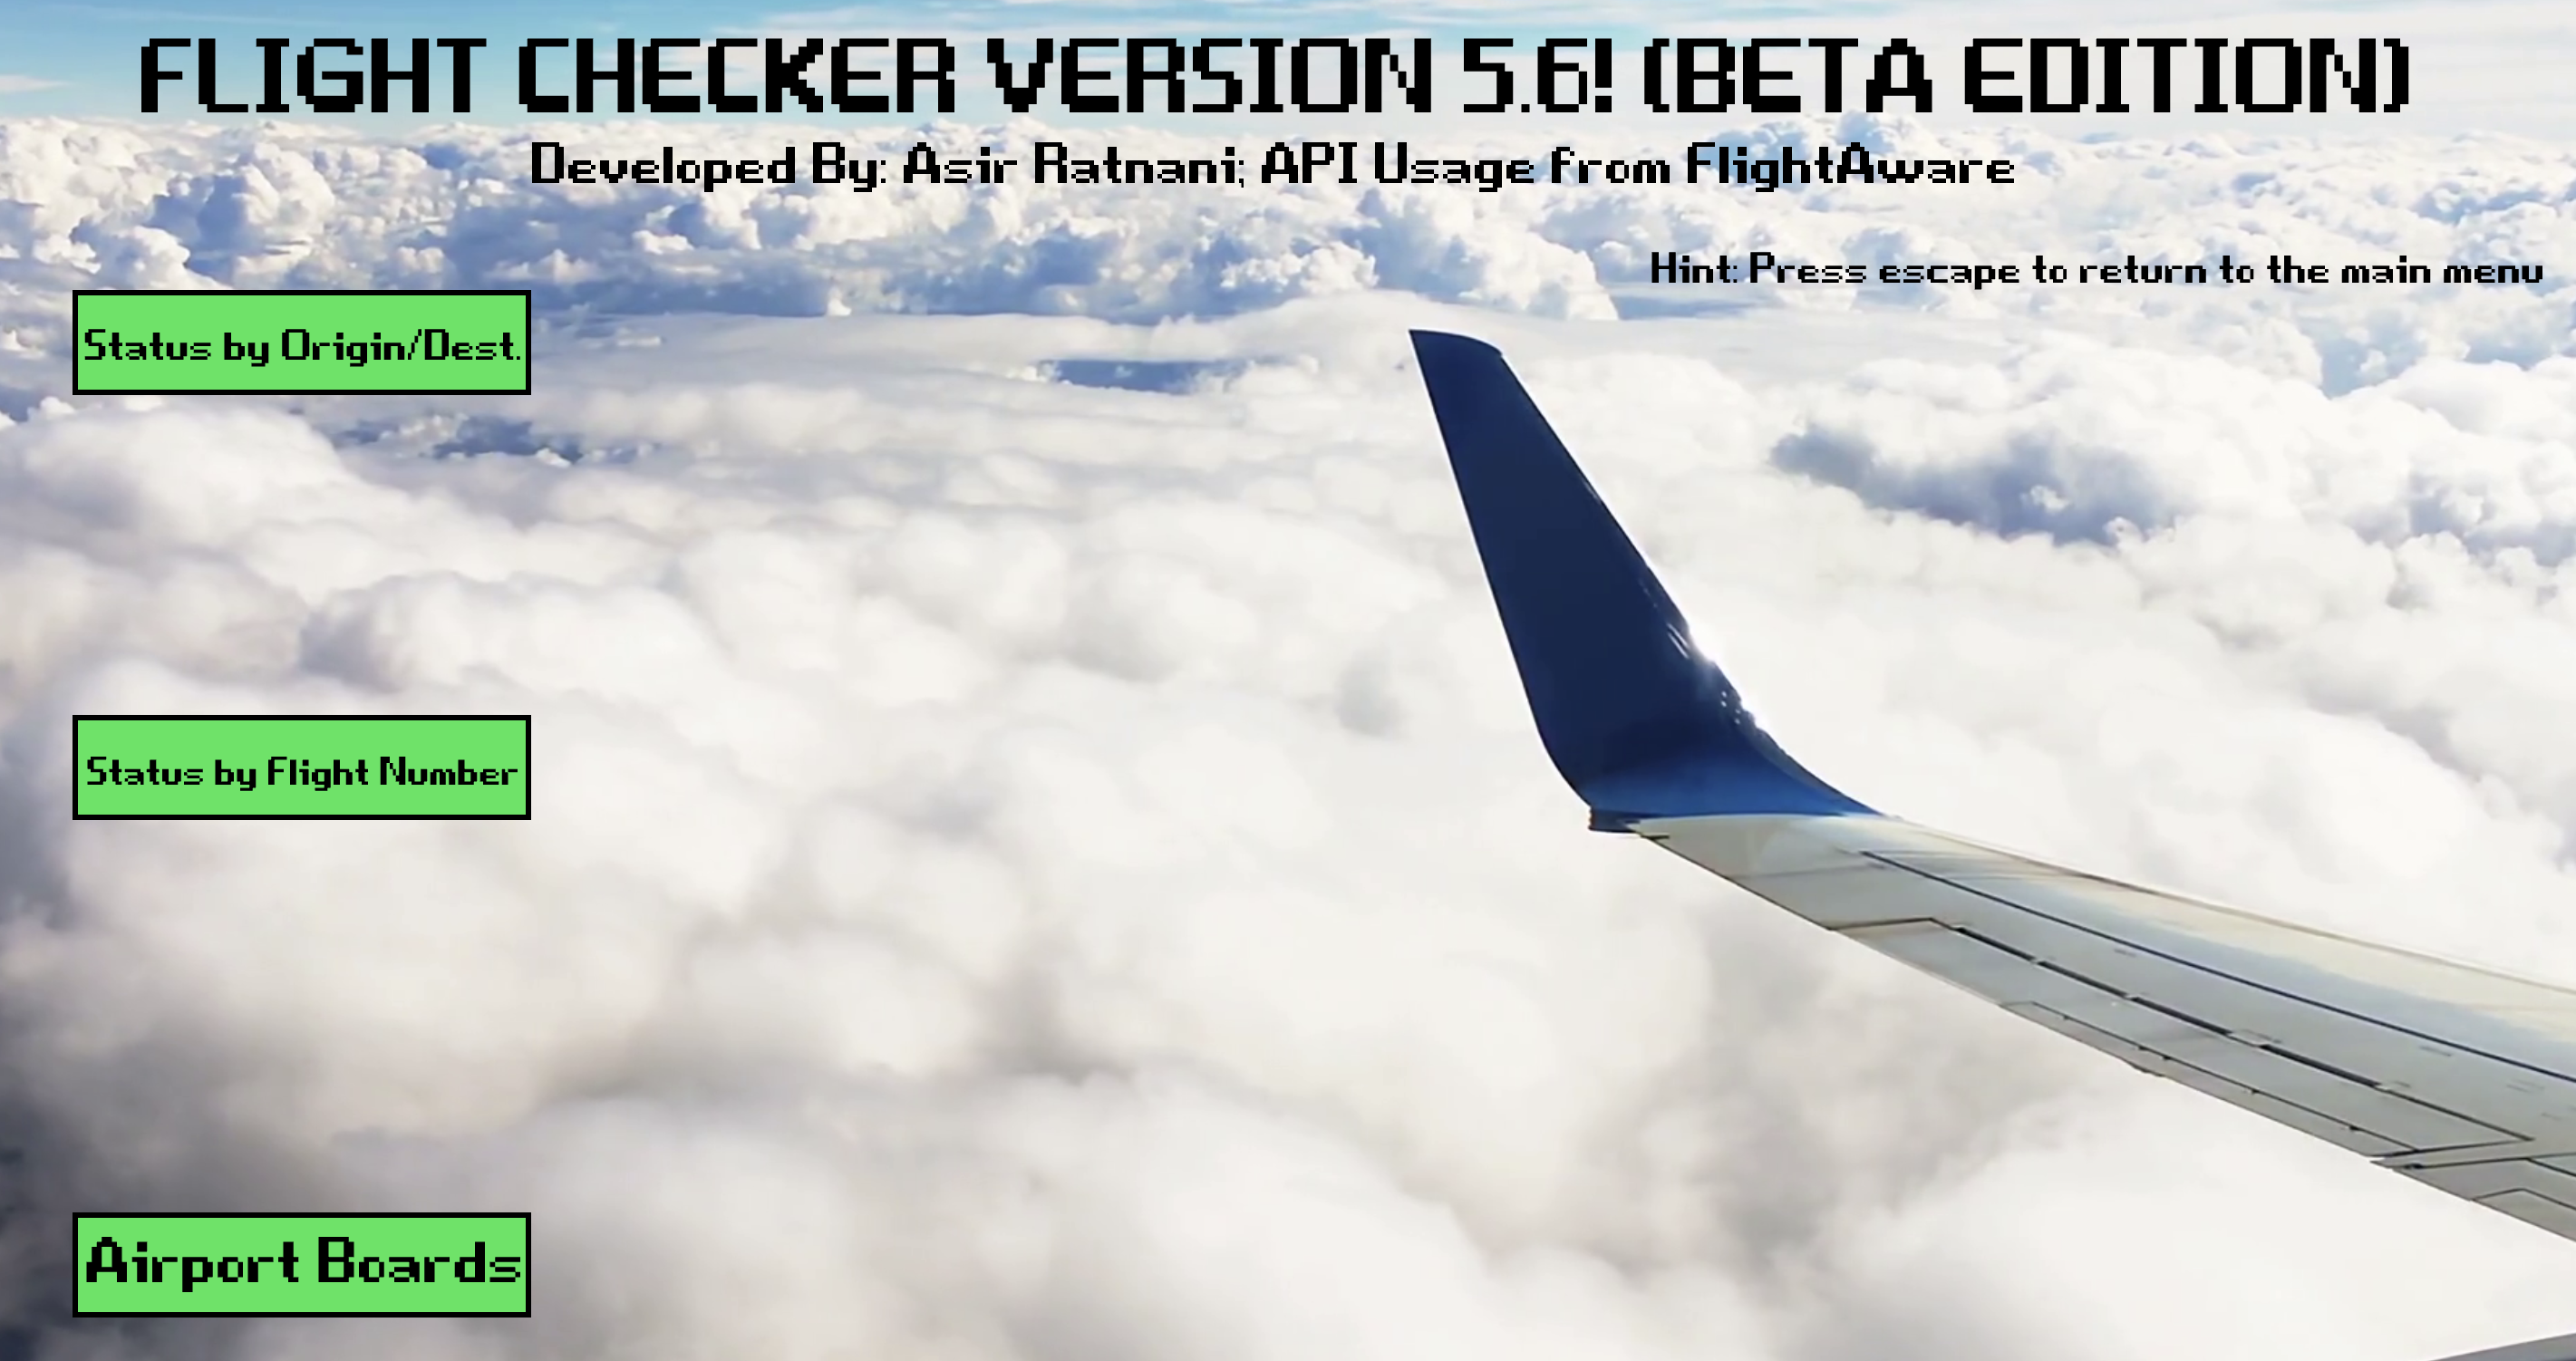 FLIGHT CHECKER VERSION 5.6! (BETA EDITION)
Developed By: Asir Ratnani; API Usage from FlightAware
Hint: Press escape to return to the main menu
Status by Origin/Dest.
Status by Flight Number
Airport Boards